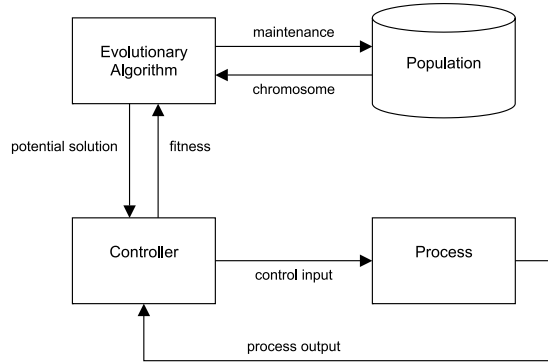 maintenance
Evolutionary
Algorithm
Population
chromosome
potential solution
fitness
Controller
Process
control input
process output